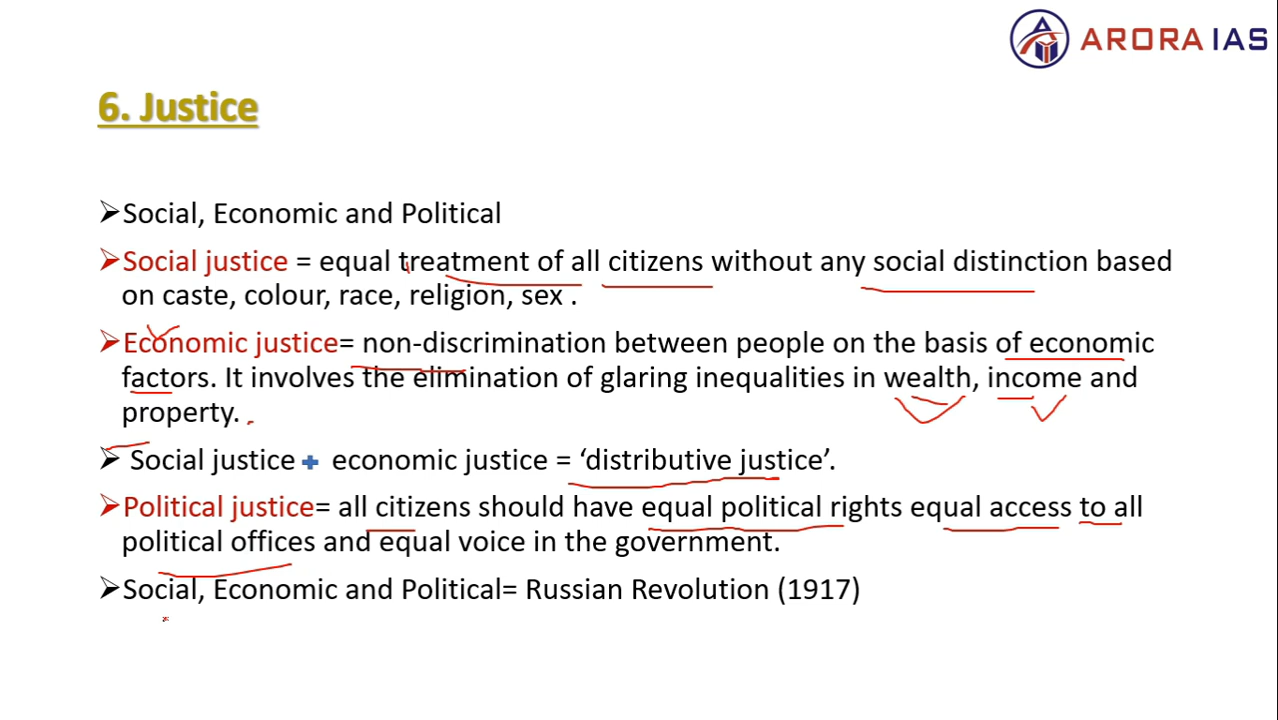 ARORA IAS
6. Justice
➢Social, Economic and Political
➢Social justice = equal treatment of all citizens without any social distinction based
on caste, colour, race, religion, sex .
➢Economic justice= non-discrimination between people on the basis of economic
factors. It involves the elimination of glaring inequalities in wealth, income and
property.
➢ Social justice + economic justice = ‘distributive justice’.
➢Political justice= all citizens should have equal political rights equal access to all
political offices and equal voice in the government.
➢Social, Economic and Political= Russian Revolution (1917)